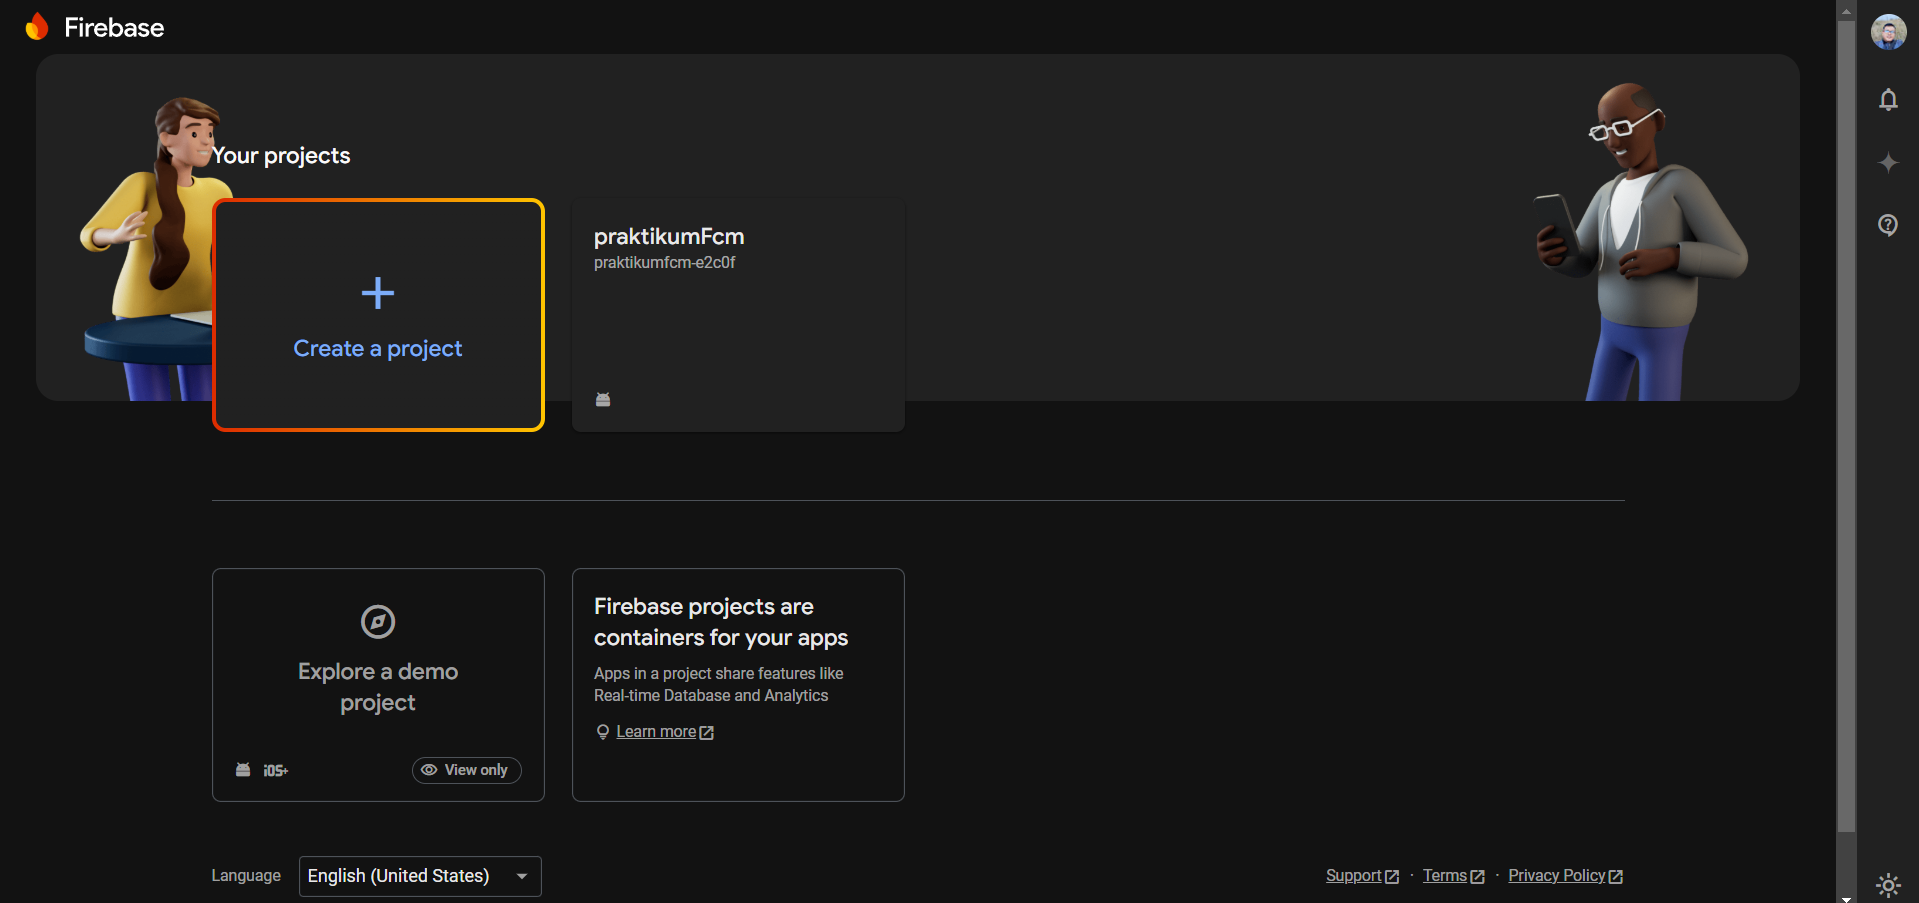 Firebase
Your projects
Create a project
praktikumFcm
praktikumfcm-e2c0f
Explore a demo
project
iOS+
View only
Firebase projects are
containers for your apps
Apps in a project share features like
Real-time Database and Analytics
Learn more
Language
English (United States)
Support · Terms · Privacy Policy